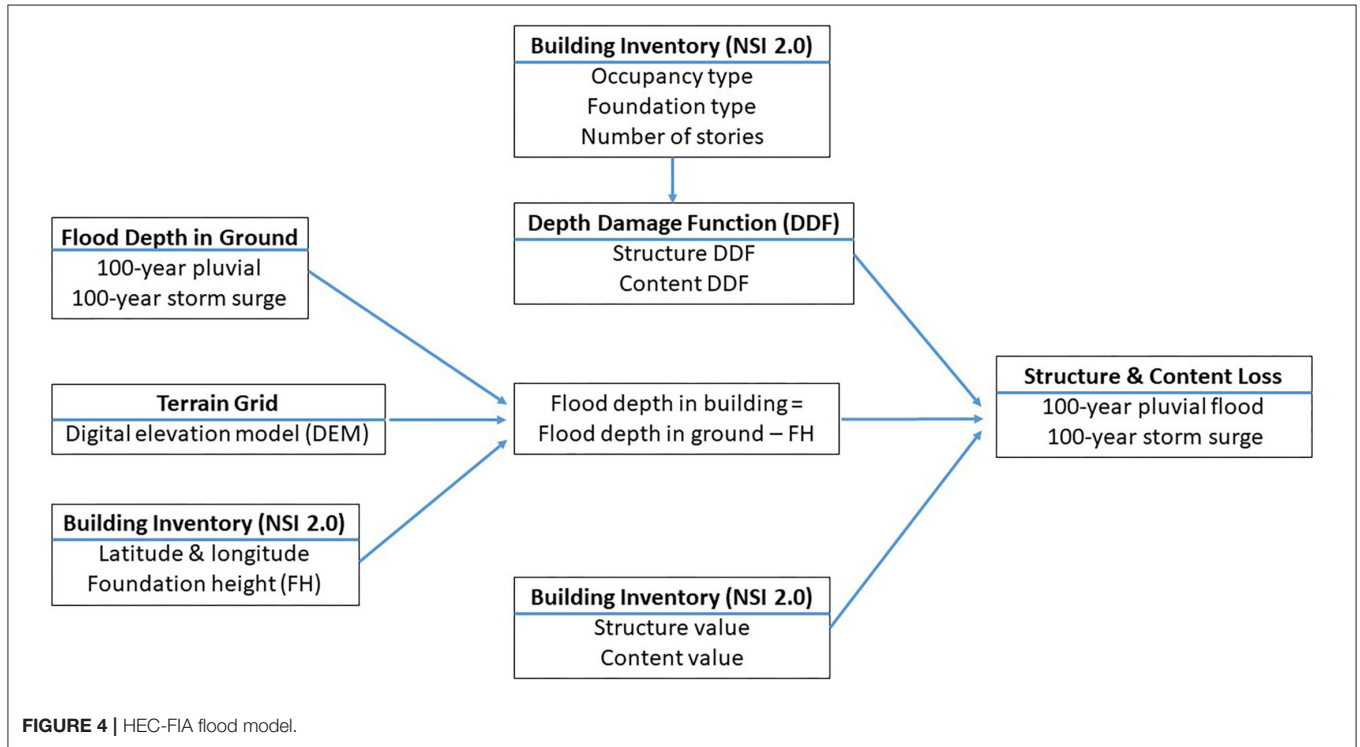 Building Inventory (NSI 2.0)
Occupancy type
Foundation type
Number of stories
Depth Damage Function (DDF)
Structure DDF
Content DDF
Flood Depth in Ground
100-year pluvial
100-year storm surge
Terrain Grid
Digital elevation model (DEM)
Building Inventory (NSI 2.0)
Latitude & longitude
Foundation height (FH)
Flood depth in building =
Flood depth in ground – FH
Structure & Content Loss
100-year pluvial flood
100-year storm surge
Building Inventory (NSI 2.0)
Structure value
Content value
FIGURE 4 | HEC-FIA flood model.